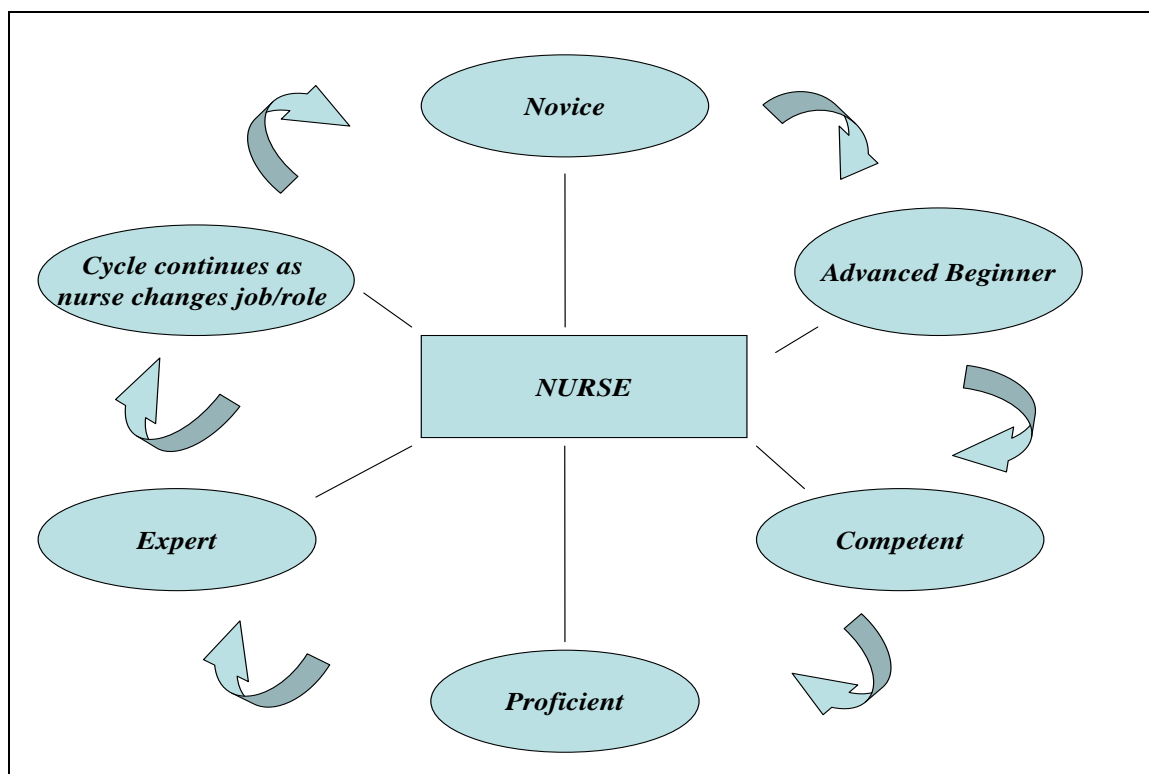 Novice
Advanced Beginner
Cycle continues as
nurse changes job/role
NURSE
Expert
Competent
Proficient